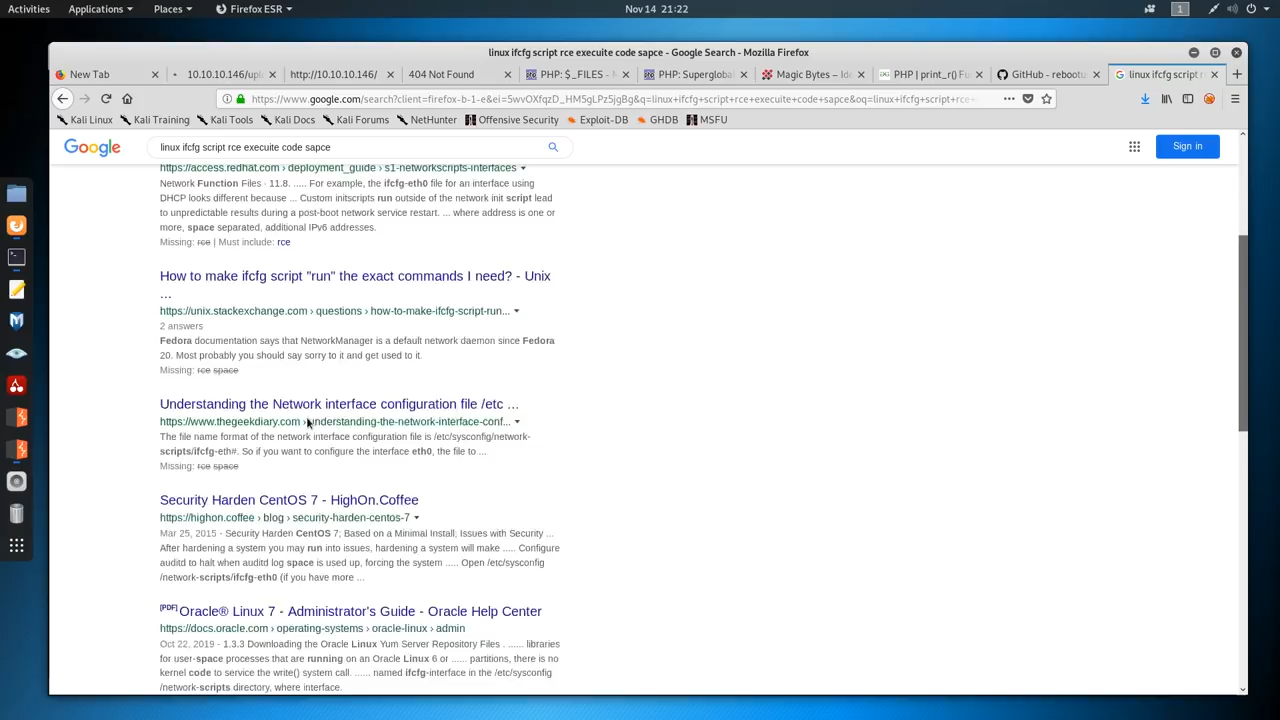 Activities Applications Places Firefox ESR Nov 14 21:22 1
linux ifcfg script rce execuite code sapce - Google Search - Mozilla Firefox
New Tab 10.10.10.146/uplo http://10.10.10.146/ 404 Not Found PHP: $_FILES - M PHP: Superglobal Magic Bytes – Ide PHP | print_r() Fu GitHub - rebootu linux ifcfg script r
https://www.google.com/search?client=firefox-b-1-e&ei=5wvOXfqzD_HM5gLPz5jgBg&q=linux+ifcfg+script+rce+execuite+code+sapce&oq=linux+ifcfg+script+rce+
Kali Linux Kali Training Kali Tools Kali Docs Kali Forums NetHunter Offensive Security Exploit-DB GHDB MSFU
Google linux ifcfg script rce execuite code sapce Sign in
https://access.redhat.com › deployment_guide › s1-networkscripts-interfaces
Network Function Files · 11.8. ..... For example, the ifcfg-eth0 file for an interface using
DHCP looks different because ... Custom initscripts run outside of the network init script lead
to unpredictable results during a post-boot network service restart. ... where address is one or
more, space separated, additional IPv6 addresses.
Missing: rce | Must include: rce
How to make ifcfg script "run" the exact commands I need? - Unix
...
https://unix.stackexchange.com › questions › how-to-make-ifcfg-script-run...
2 answers
Fedora documentation says that NetworkManager is a default network daemon since Fedora
20. Most probably you should say sorry to it and get used to it.
Missing: rce space
Understanding the Network interface configuration file /etc ...
https://www.thegeekdiary.com › understanding-the-network-interface-conf...
The file name format of the network interface configuration file is /etc/sysconfig/network-
scripts/ifcfg-eth#. So if you want to configure the interface eth0, the file to ...
Missing: rce space
Security Harden CentOS 7 - HighOn.Coffee
https://highon.coffee › blog › security-harden-centos-7
Mar 25, 2015 - Security Harden CentOS 7; Based on a Minimal Install; Issues with Security ...
After hardening a system you may run into issues, hardening a system will make ..... Configure
auditd to halt when auditd log space is used up, forcing the system ..... Open /etc/sysconfig
/network-scripts/ifcfg-eth0 (if you have more ...
[PDF] Oracle® Linux 7 - Administrator's Guide - Oracle Help Center
https://docs.oracle.com › operating-systems › oracle-linux › admin
Oct 22, 2019 - 1.3.3 Downloading the Oracle Linux Yum Server Repository Files . ...... libraries
for user-space processes that are running on an Oracle Linux 6 or ...... partitions, there is no
kernel code to service the write() system call. ...... named ifcfg-interface in the /etc/sysconfig
/network-scripts directory, where interface.